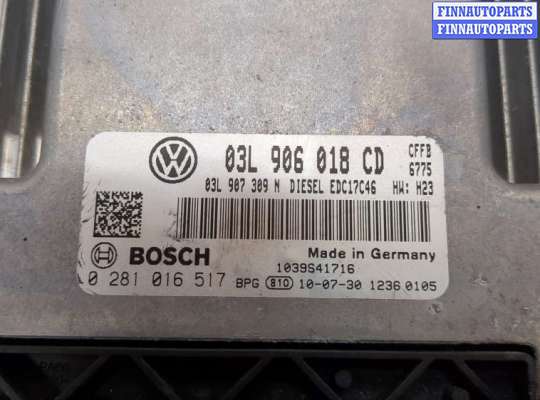 FINNAUTOPARTS
FINNAUTOPARTS
03L 906 018 CD
CFFB
6775
03L 907 309 N DIESEL EDC17C46 HW: H23
BOSCH
Made in Germany
1039S41716
0 281 016 517 BPG 810 10-07-30 1236 0105